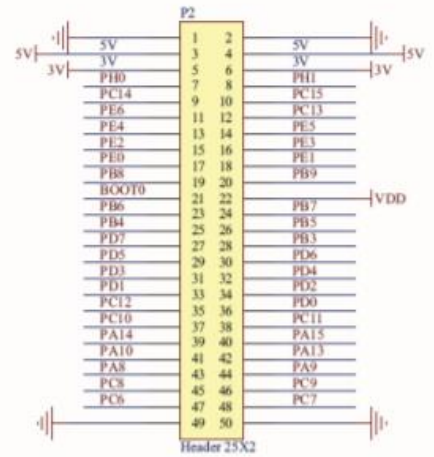 P2
1 2
5V 5V 3 4 5V 5V
3V 3V 5 6 3V 3V
PH0 7 8 PH1
PC14 9 10 PC15
PE6 11 12 PC13
PE4 13 14 PE5
PE2 15 16 PE3
PE0 17 18 PE1
PB8 19 20 PB9
BOOT0 21 22 VDD
PB6 23 24 PB7
PB4 25 26 PB5
PD7 27 28 PB3
PD5 29 30 PD6
PD3 31 32 PD4
PD1 33 34 PD2
PC12 35 36 PD0
PC10 37 38 PC11
PA14 39 40 PA15
PA10 41 42 PA13
PA8 43 44 PA9
PC8 45 46 PC9
PC6 47 48 PC7
49 50
Header 25X2